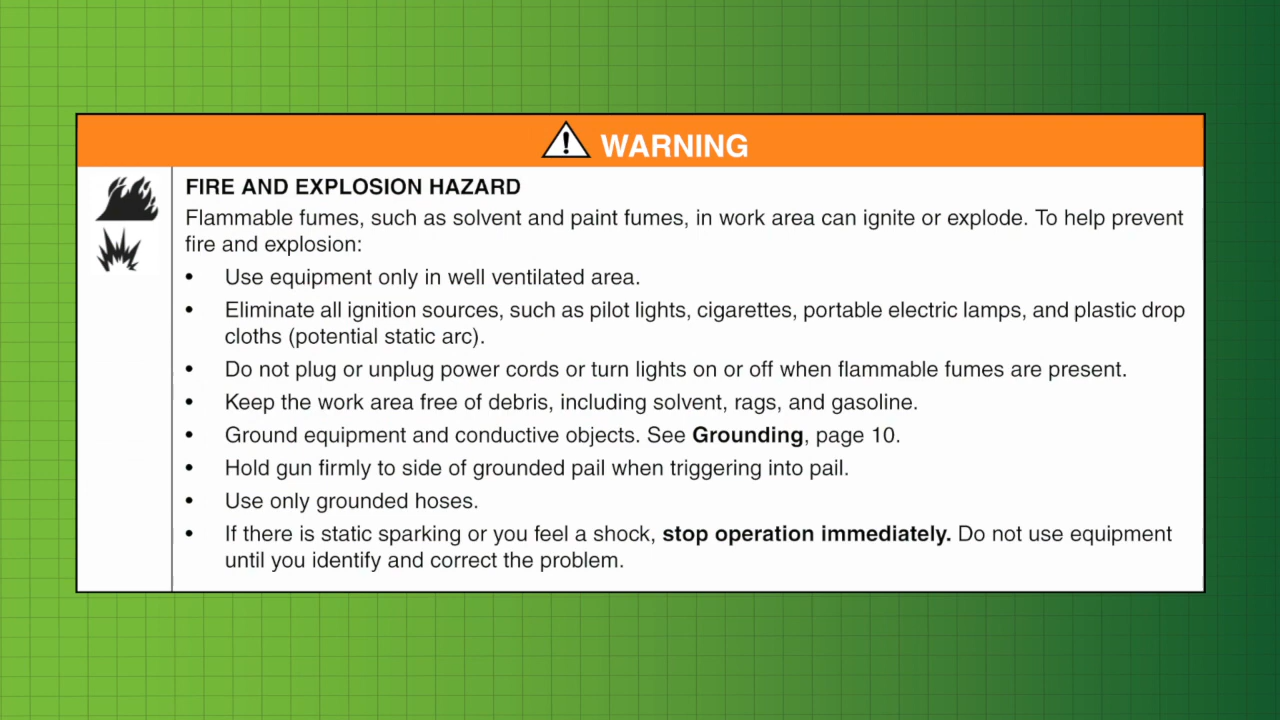 WARNING
FIRE AND EXPLOSION HAZARD
Flammable fumes, such as solvent and paint fumes, in work area can ignite or explode. To help prevent
fire and explosion:
• Use equipment only in well ventilated area.
• Eliminate all ignition sources, such as pilot lights, cigarettes, portable electric lamps, and plastic drop
cloths (potential static arc).
• Do not plug or unplug power cords or turn lights on or off when flammable fumes are present.
• Keep the work area free of debris, including solvent, rags, and gasoline.
• Ground equipment and conductive objects. See Grounding, page 10.
• Hold gun firmly to side of grounded pail when triggering into pail.
• Use only grounded hoses.
• If there is static sparking or you feel a shock, stop operation immediately. Do not use equipment
until you identify and correct the problem.